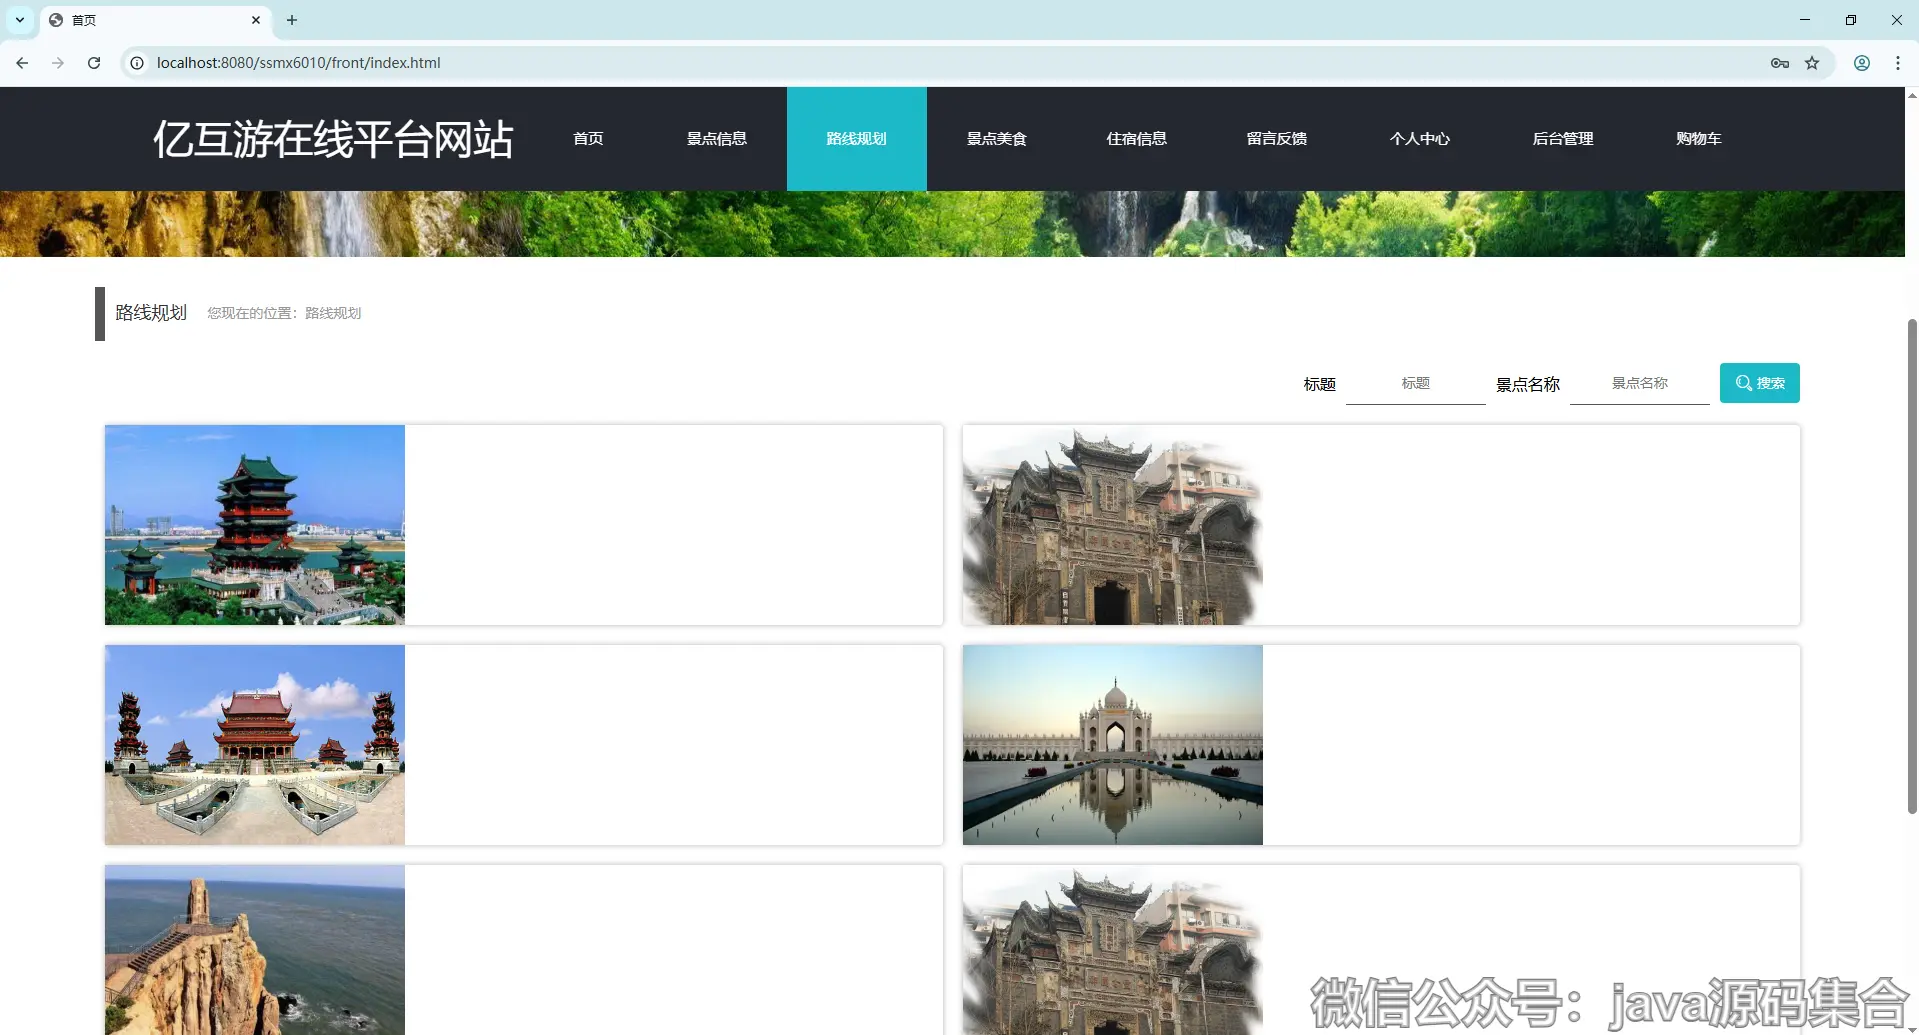 首页
localhost:8080/ssmx6010/front/index.html
亿互游在线平台网站 首页 景点信息 路线规划 景点美食 住宿信息 留言反馈 个人中心 后台管理 购物车
路线规划 您现在的位置：路线规划
标题 标题 景点名称 景点名称 搜索
微信公众号：java源码集合